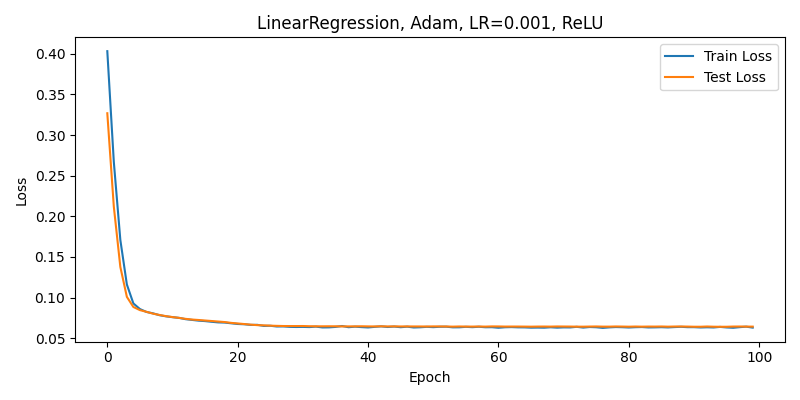 LinearRegression, Adam, LR=0.001, ReLU
Train Loss
Test Loss
0.40
0.35
0.30
0.25
0.20
0.15
0.10
0.05
Loss
0 20 40 60 80 100
Epoch